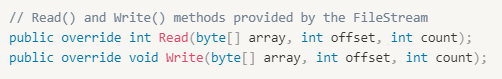 // Read() and Write() methods provided by the FileStream
public override int Read(byte[] array, int offset, int count);
public override void Write(byte[] array, int offset, int count);